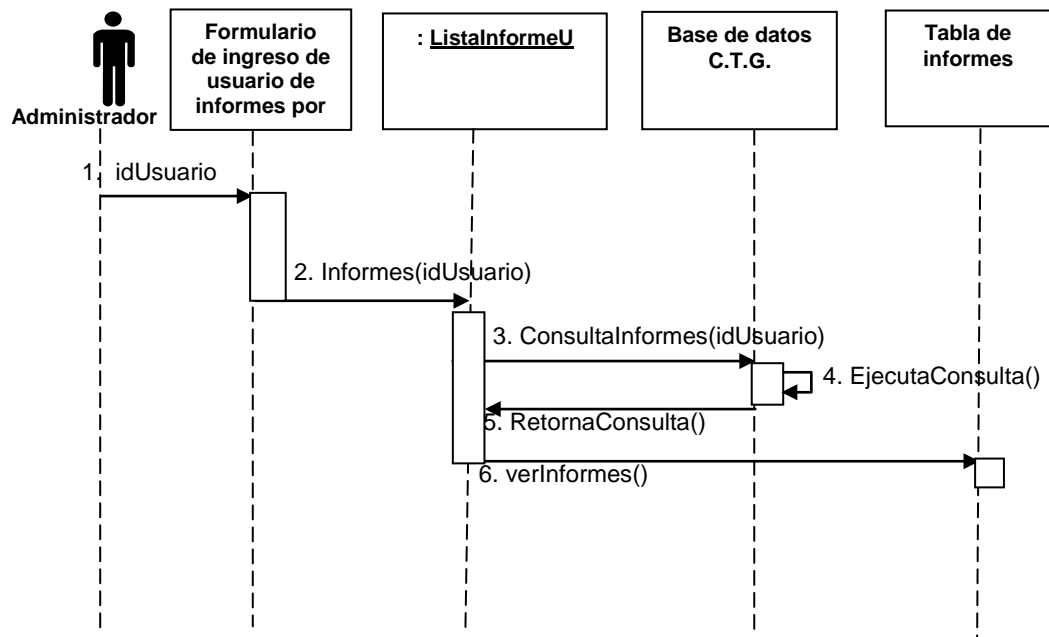 Formulario
de ingreso de
usuario de
informes por
: ListaInformeU
Base de datos
C.T.G.
Tabla de
informes
Administrador
1. idUsuario
2. Informes(idUsuario)
3. ConsultaInformes(idUsuario)
4. EjecutaConsulta()
5. RetornaConsulta()
6. verInformes()